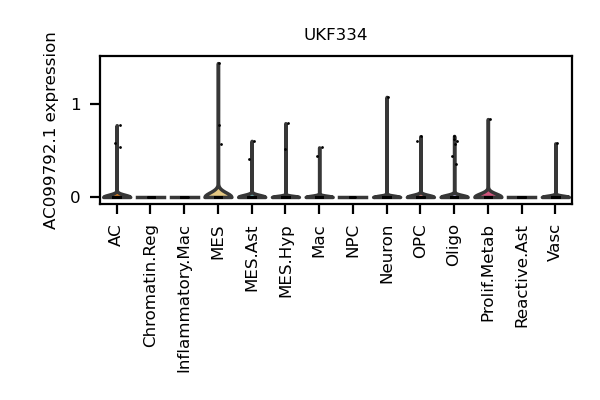 UKF334
AC099792.1 expression
1
0
AC
Chromatin.Reg
Inflammatory.Mac
MES
MES.Ast
MES.Hyp
Mac
NPC
Neuron
OPC
Oligo
Prolif.Metab
Reactive.Ast
Vasc